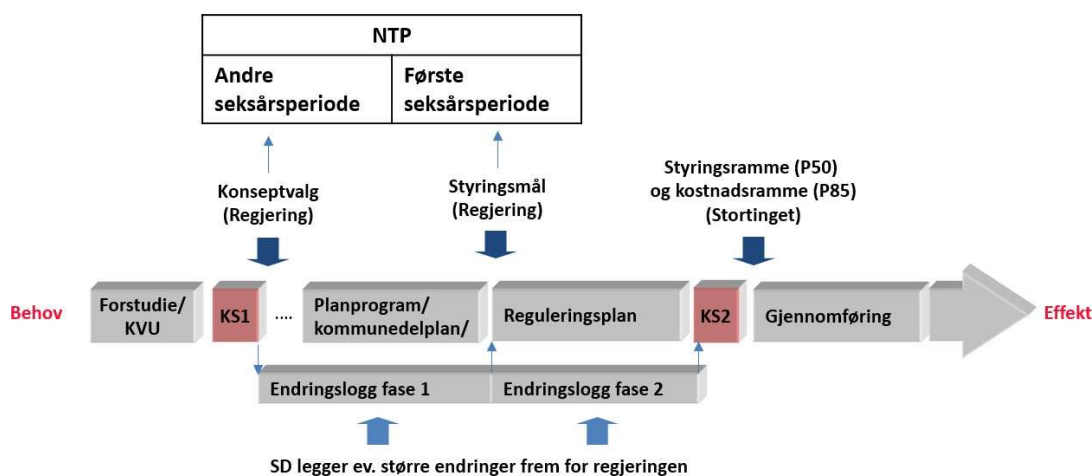 NTP
Andre
seksårsperiode
Første
seksårsperiode
Konseptvalg
(Regjering)
Styringsmål
(Regjering)
Styringsramme (P50)
og kostnadsramme (P85)
(Stortinget)
Behov
Forstudie/
KVU
KS1
....
Planprogram/
kommunedelplan/
Reguleringsplan
KS2
Gjennomføring
Effekt
Endringslogg fase 1
Endringslogg fase 2
SD legger ev. større endringer frem for regjeringen